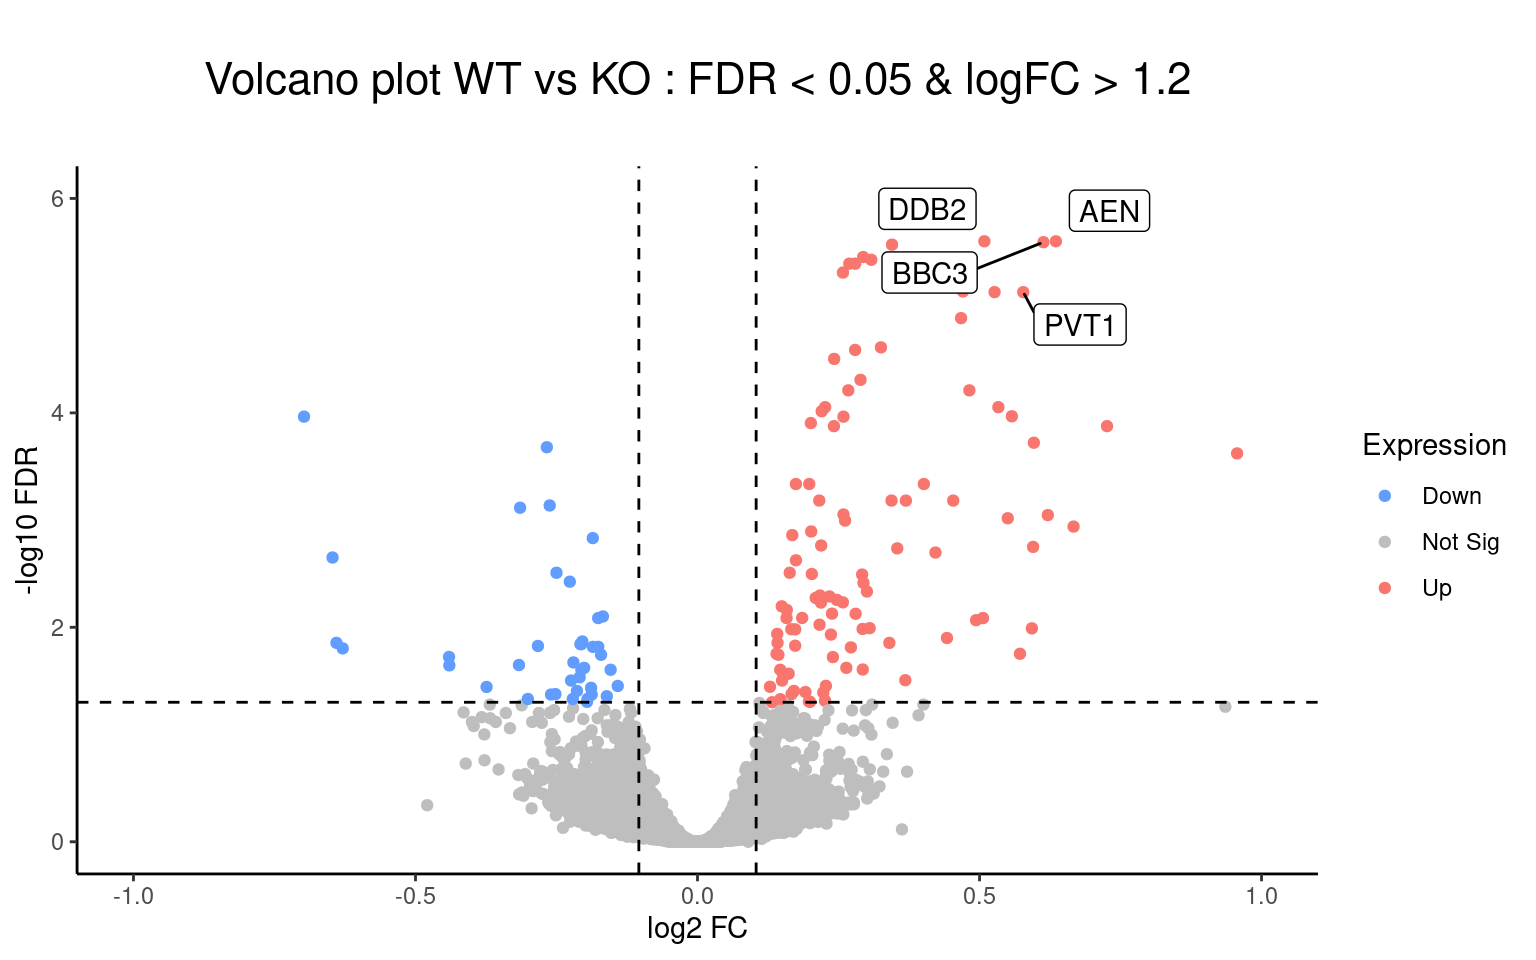 Volcano plot WT vs KO : FDR < 0.05 & logFC > 1.2
6
4
2
0
-log10 FDR
DDB2
AEN
BBC3
PVT1
-1.0
-0.5
0.0
0.5
1.0
log2 FC
Expression
Down
Not Sig
Up